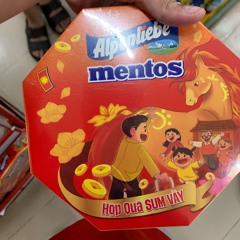 Alpenliebe
mentos
Hộp Quà SUM VẦY